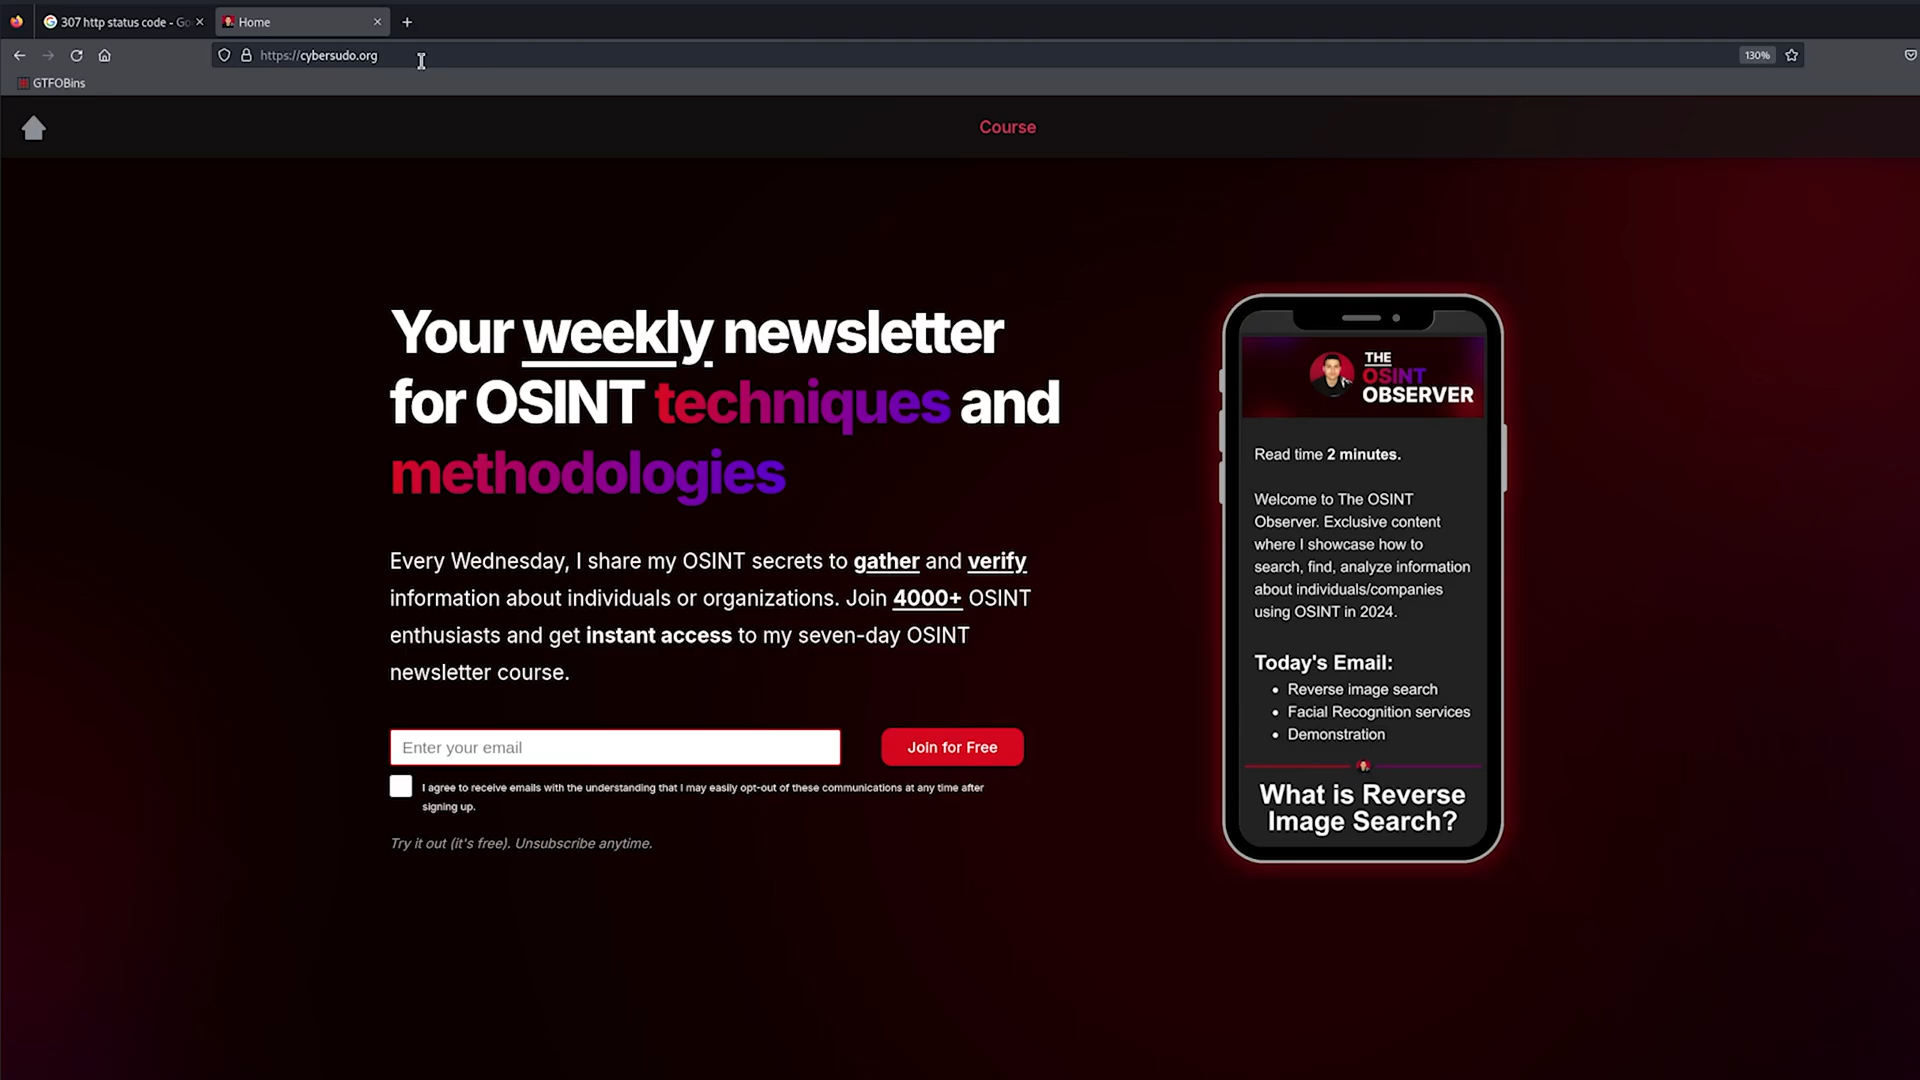 307 http status code - Go
Home
https://cybersudo.org
130%
GTFOBins
Course
Your weekly newsletter
for OSINT techniques and
methodologies
Every Wednesday, I share my OSINT secrets to gather and verify
information about individuals or organizations. Join 4000+ OSINT
enthusiasts and get instant access to my seven-day OSINT
newsletter course.
Enter your email
Join for Free
I agree to receive emails with the understanding that I may easily opt-out of these communications at any time after
signing up.
Try it out (it's free). Unsubscribe anytime.
THE
OSINT
OBSERVER
Read time 2 minutes.
Welcome to The OSINT
Observer. Exclusive content
where I showcase how to
search, find, analyze information
about individuals/companies
using OSINT in 2024.
Today's Email:
• Reverse image search
• Facial Recognition services
• Demonstration
What is Reverse
Image Search?